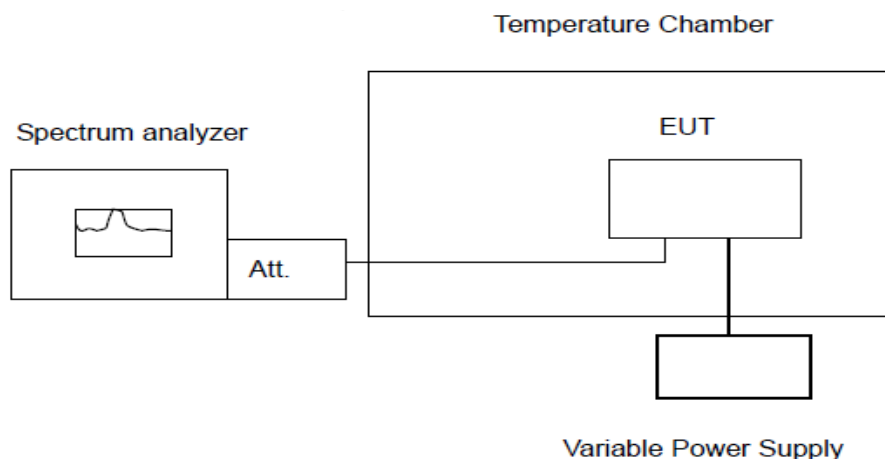 Temperature Chamber
Spectrum analyzer
EUT
Att.
Variable Power Supply